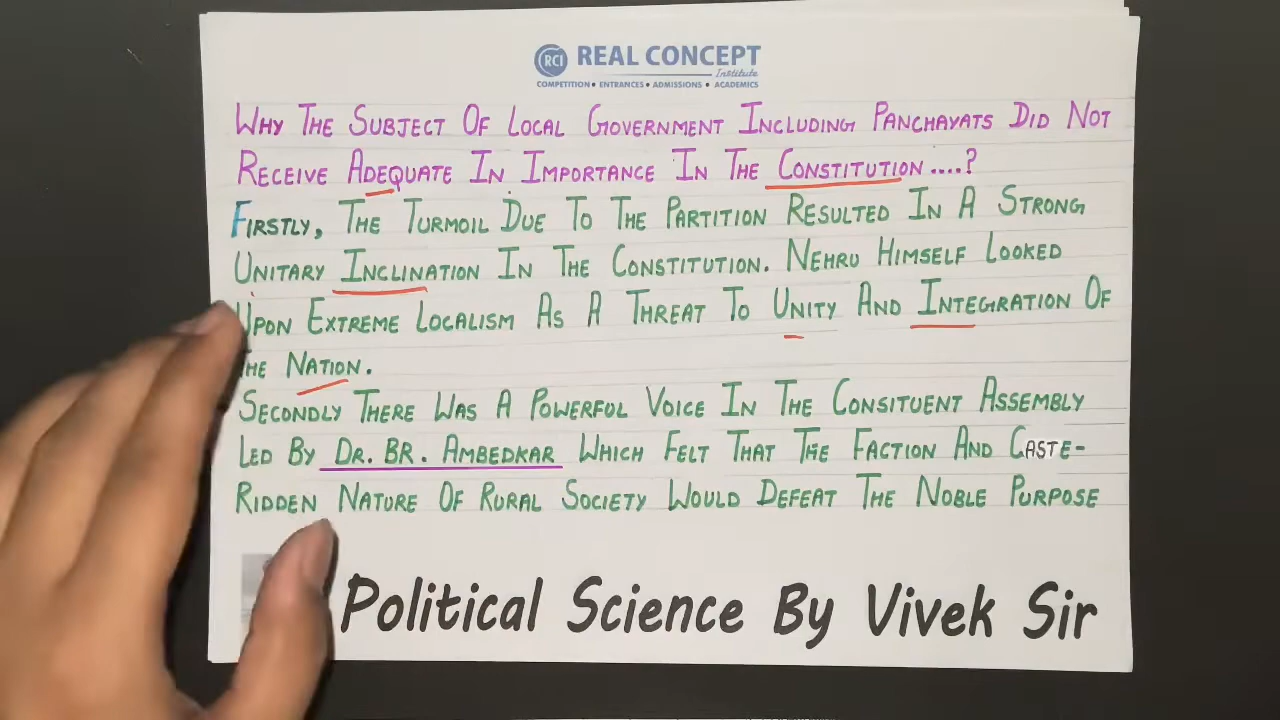 RCI REAL CONCEPT
Institute
COMPETITION • ENTRANCES • ADMISSIONS • ACADEMICS
WHY THE SUBJECT OF LOCAL GOVERNMENT INCLUDING PANCHAYATS DID NOT
RECEIVE ADEQUATE IN IMPORTANCE IN THE CONSTITUTION....?
FIRSTLY, THE TURMOIL DUE TO THE PARTITION RESULTED IN A STRONG
UNITARY INCLINATION IN THE CONSTITUTION. NEHRU HIMSELF LOOKED
UPON EXTREME LOCALISM AS A THREAT TO UNITY AND INTEGRATION OF
THE NATION.
SECONDLY THERE WAS A POWERFUL VOICE IN THE CONSITUENT ASSEMBLY
LED BY DR. BR. AMBEDKAR WHICH FELT THAT THE FACTION AND CASTE-
RIDDEN NATURE OF RURAL SOCIETY WOULD DEFEAT THE NOBLE PURPOSE
Political Science By Vivek Sir